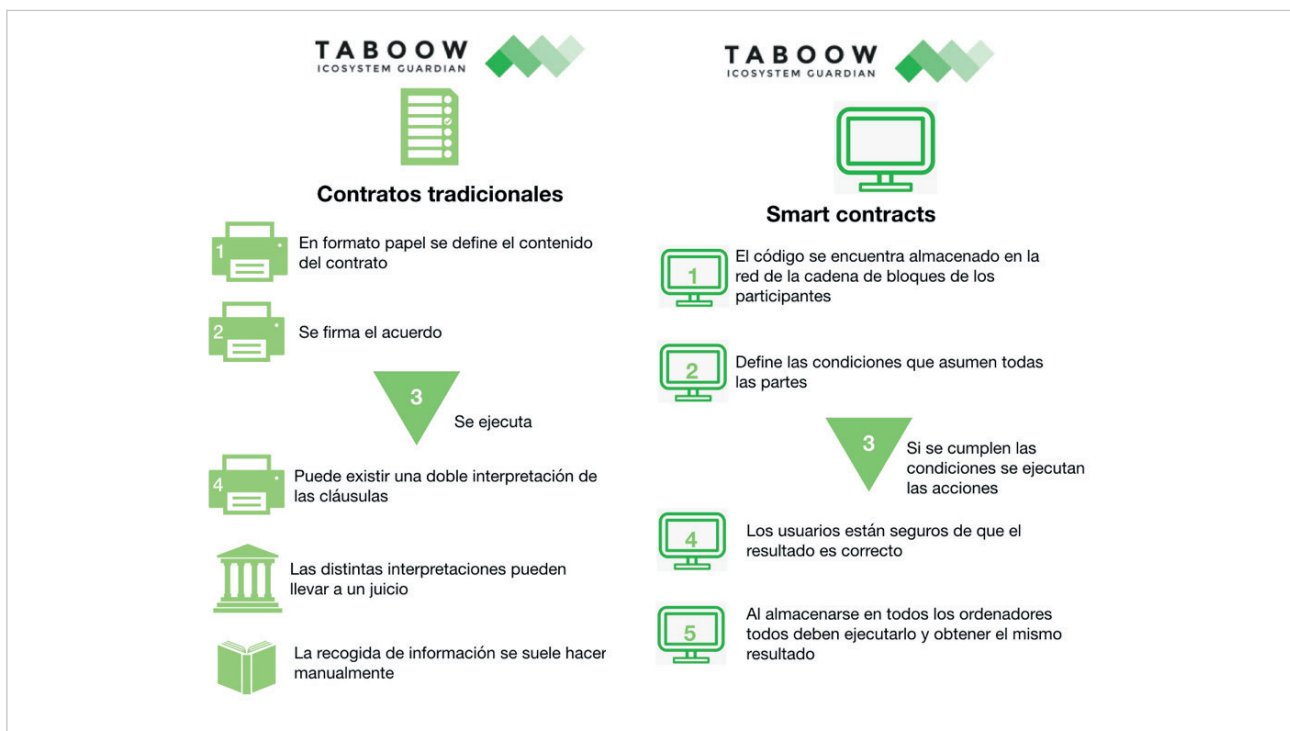 TABOOW
ICOSYSTEM GUARDIAN
Contratos tradicionales
1
En formato papel se define el contenido
del contrato
2
Se firma el acuerdo
3
Se ejecuta
4
Puede existir una doble interpretación de
las cláusulas
Las distintas interpretaciones pueden
llevar a un juicio
La recogida de información se suele hacer
manualmente
TABOOW
ICOSYSTEM GUARDIAN
Smart contracts
1
El código se encuentra almacenado en la
red de la cadena de bloques de los
participantes
2
Define las condiciones que asumen todas
las partes
3
Si se cumplen las
condiciones se ejecutan
las acciones
4
Los usuarios están seguros de que el
resultado es correcto
5
Al almacenarse en todos los ordenadores
todos deben ejecutarlo y obtener el mismo
resultado